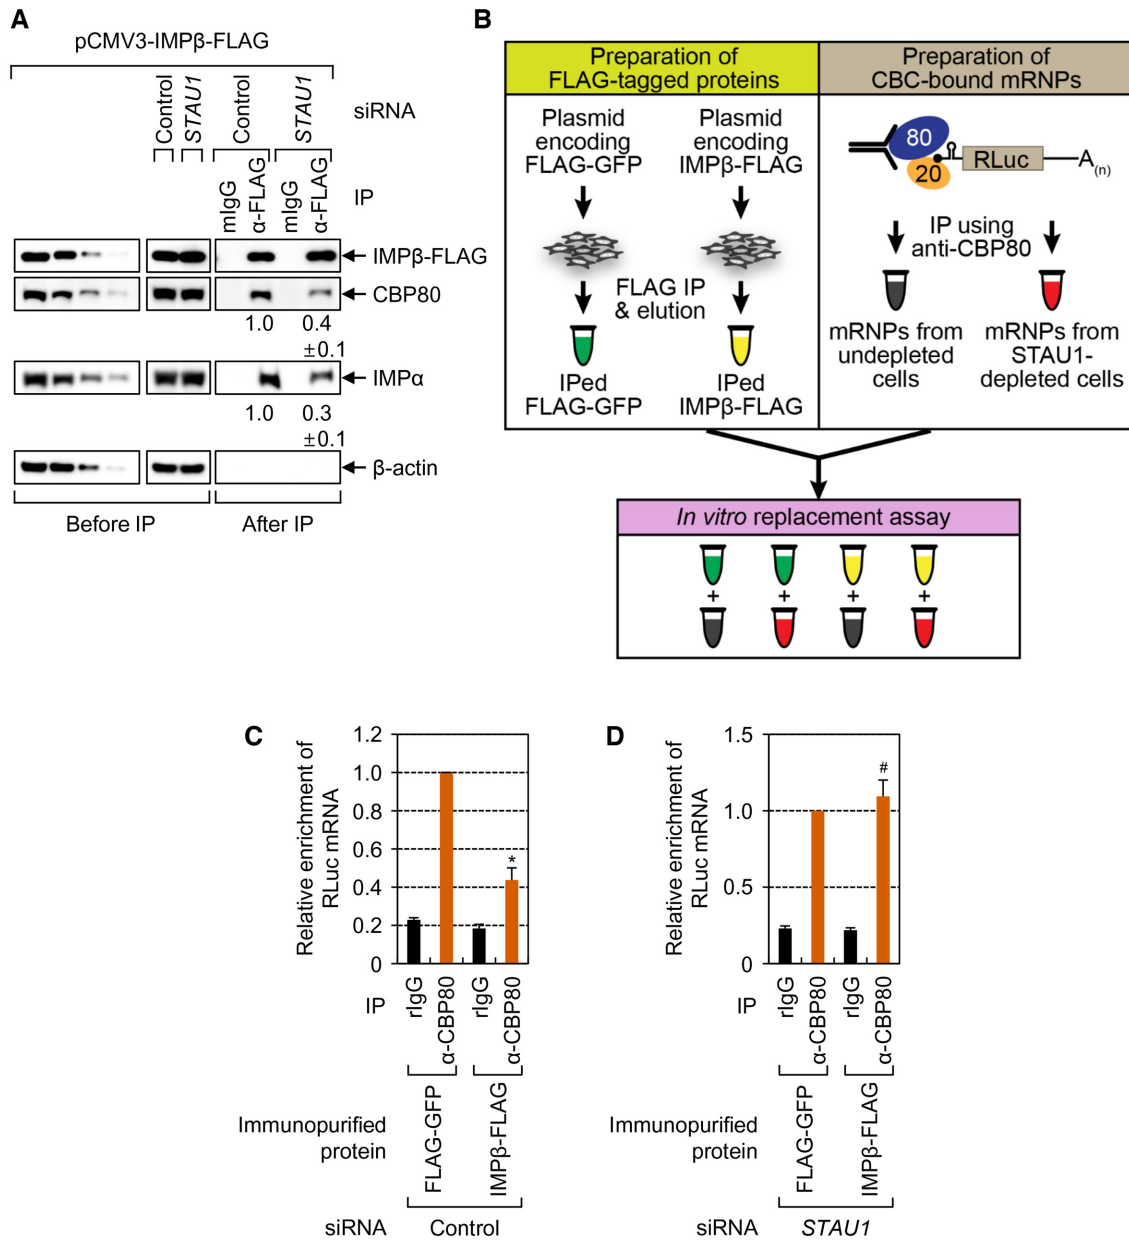 A
pCMV3-IMPβ-FLAG
Control
STAU1
Control
STAU1
siRNA
mIgG
α-FLAG
mIgG
α-FLAG
IP
IMPβ-FLAG
CBP80
1.0 0.4
±0.1
IMPα
1.0 0.3
±0.1
β-actin
Before IP After IP
B
Preparation of
FLAG-tagged proteins
Plasmid
encoding
FLAG-GFP
Plasmid
encoding
IMPβ-FLAG
FLAG IP
& elution
IPed
FLAG-GFP
IPed
IMPβ-FLAG
Preparation of
CBC-bound mRNPs
80
20
RLuc
A(n)
IP using
anti-CBP80
mRNPs from
undepleted
cells
mRNPs from
STAU1-
depleted cells
In vitro replacement assay
+ + + +
C
Relative enrichment of
RLuc mRNA
1.2
1.0
0.8
0.6
0.4
0.2
0
*
IP
rIgG
α-CBP80
rIgG
α-CBP80
Immunopurified
protein
FLAG-GFP
IMPβ-FLAG
siRNA Control
D
Relative enrichment of
RLuc mRNA
1.5
1.0
0.5
0
#
IP
rIgG
α-CBP80
rIgG
α-CBP80
Immunopurified
protein
FLAG-GFP
IMPβ-FLAG
siRNA STAU1